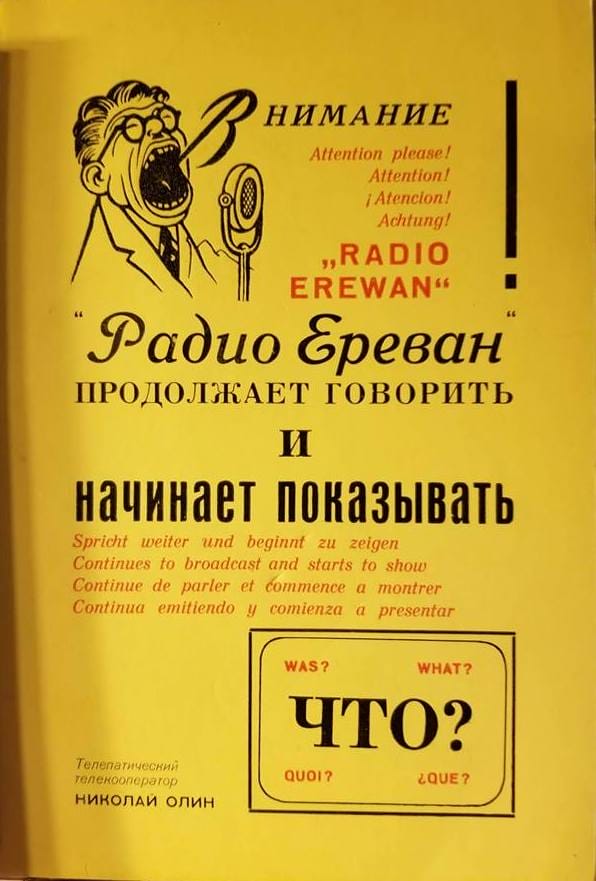 ВНИМАНИЕ!
Attention please!
Attention!
¡Atencion!
Achtung!
„RADIO
EREWAN“
“Радио Ереван“
ПРОДОЛЖАЕТ ГОВОРИТЬ
И
начинает показывать
Spricht weiter und beginnt zu zeigen
Continues to broadcast and starts to show
Continue de parler et commence a montrer
Continua emitiendo y comienza a presentar
WAS? WHAT?
ЧТО?
QUOI? ¿QUE?
Телепатический
телекооператор
НИКОЛАЙ ОЛИН